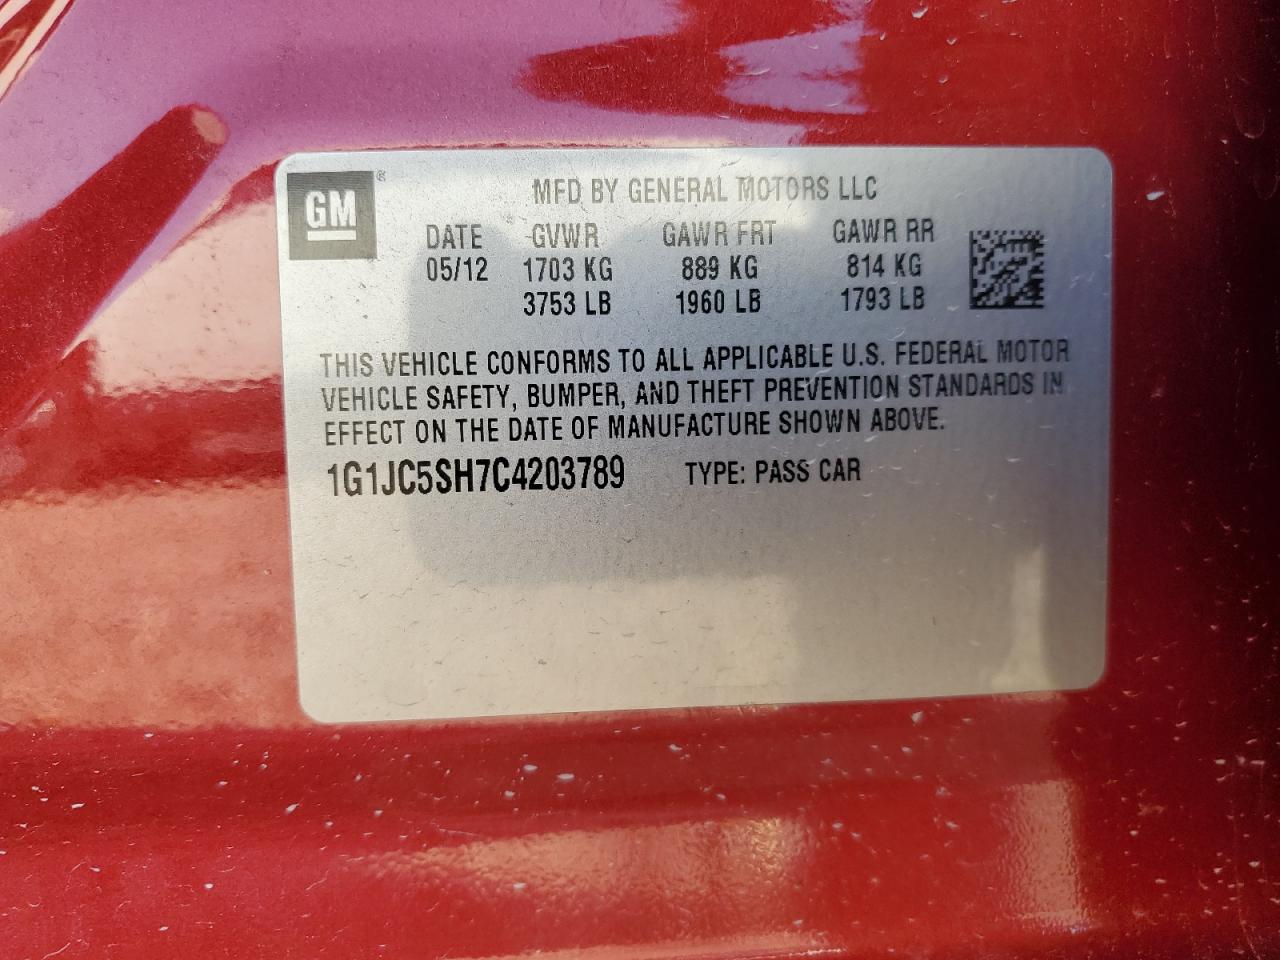 GM ®
MFD BY GENERAL MOTORS LLC
DATE GVWR GAWR FRT GAWR RR
05/12 1703 KG 889 KG 814 KG
3753 LB 1960 LB 1793 LB
THIS VEHICLE CONFORMS TO ALL APPLICABLE U.S. FEDERAL MOTOR
VEHICLE SAFETY, BUMPER, AND THEFT PREVENTION STANDARDS IN
EFFECT ON THE DATE OF MANUFACTURE SHOWN ABOVE.
1G1JC5SH7C4203789 TYPE: PASS CAR